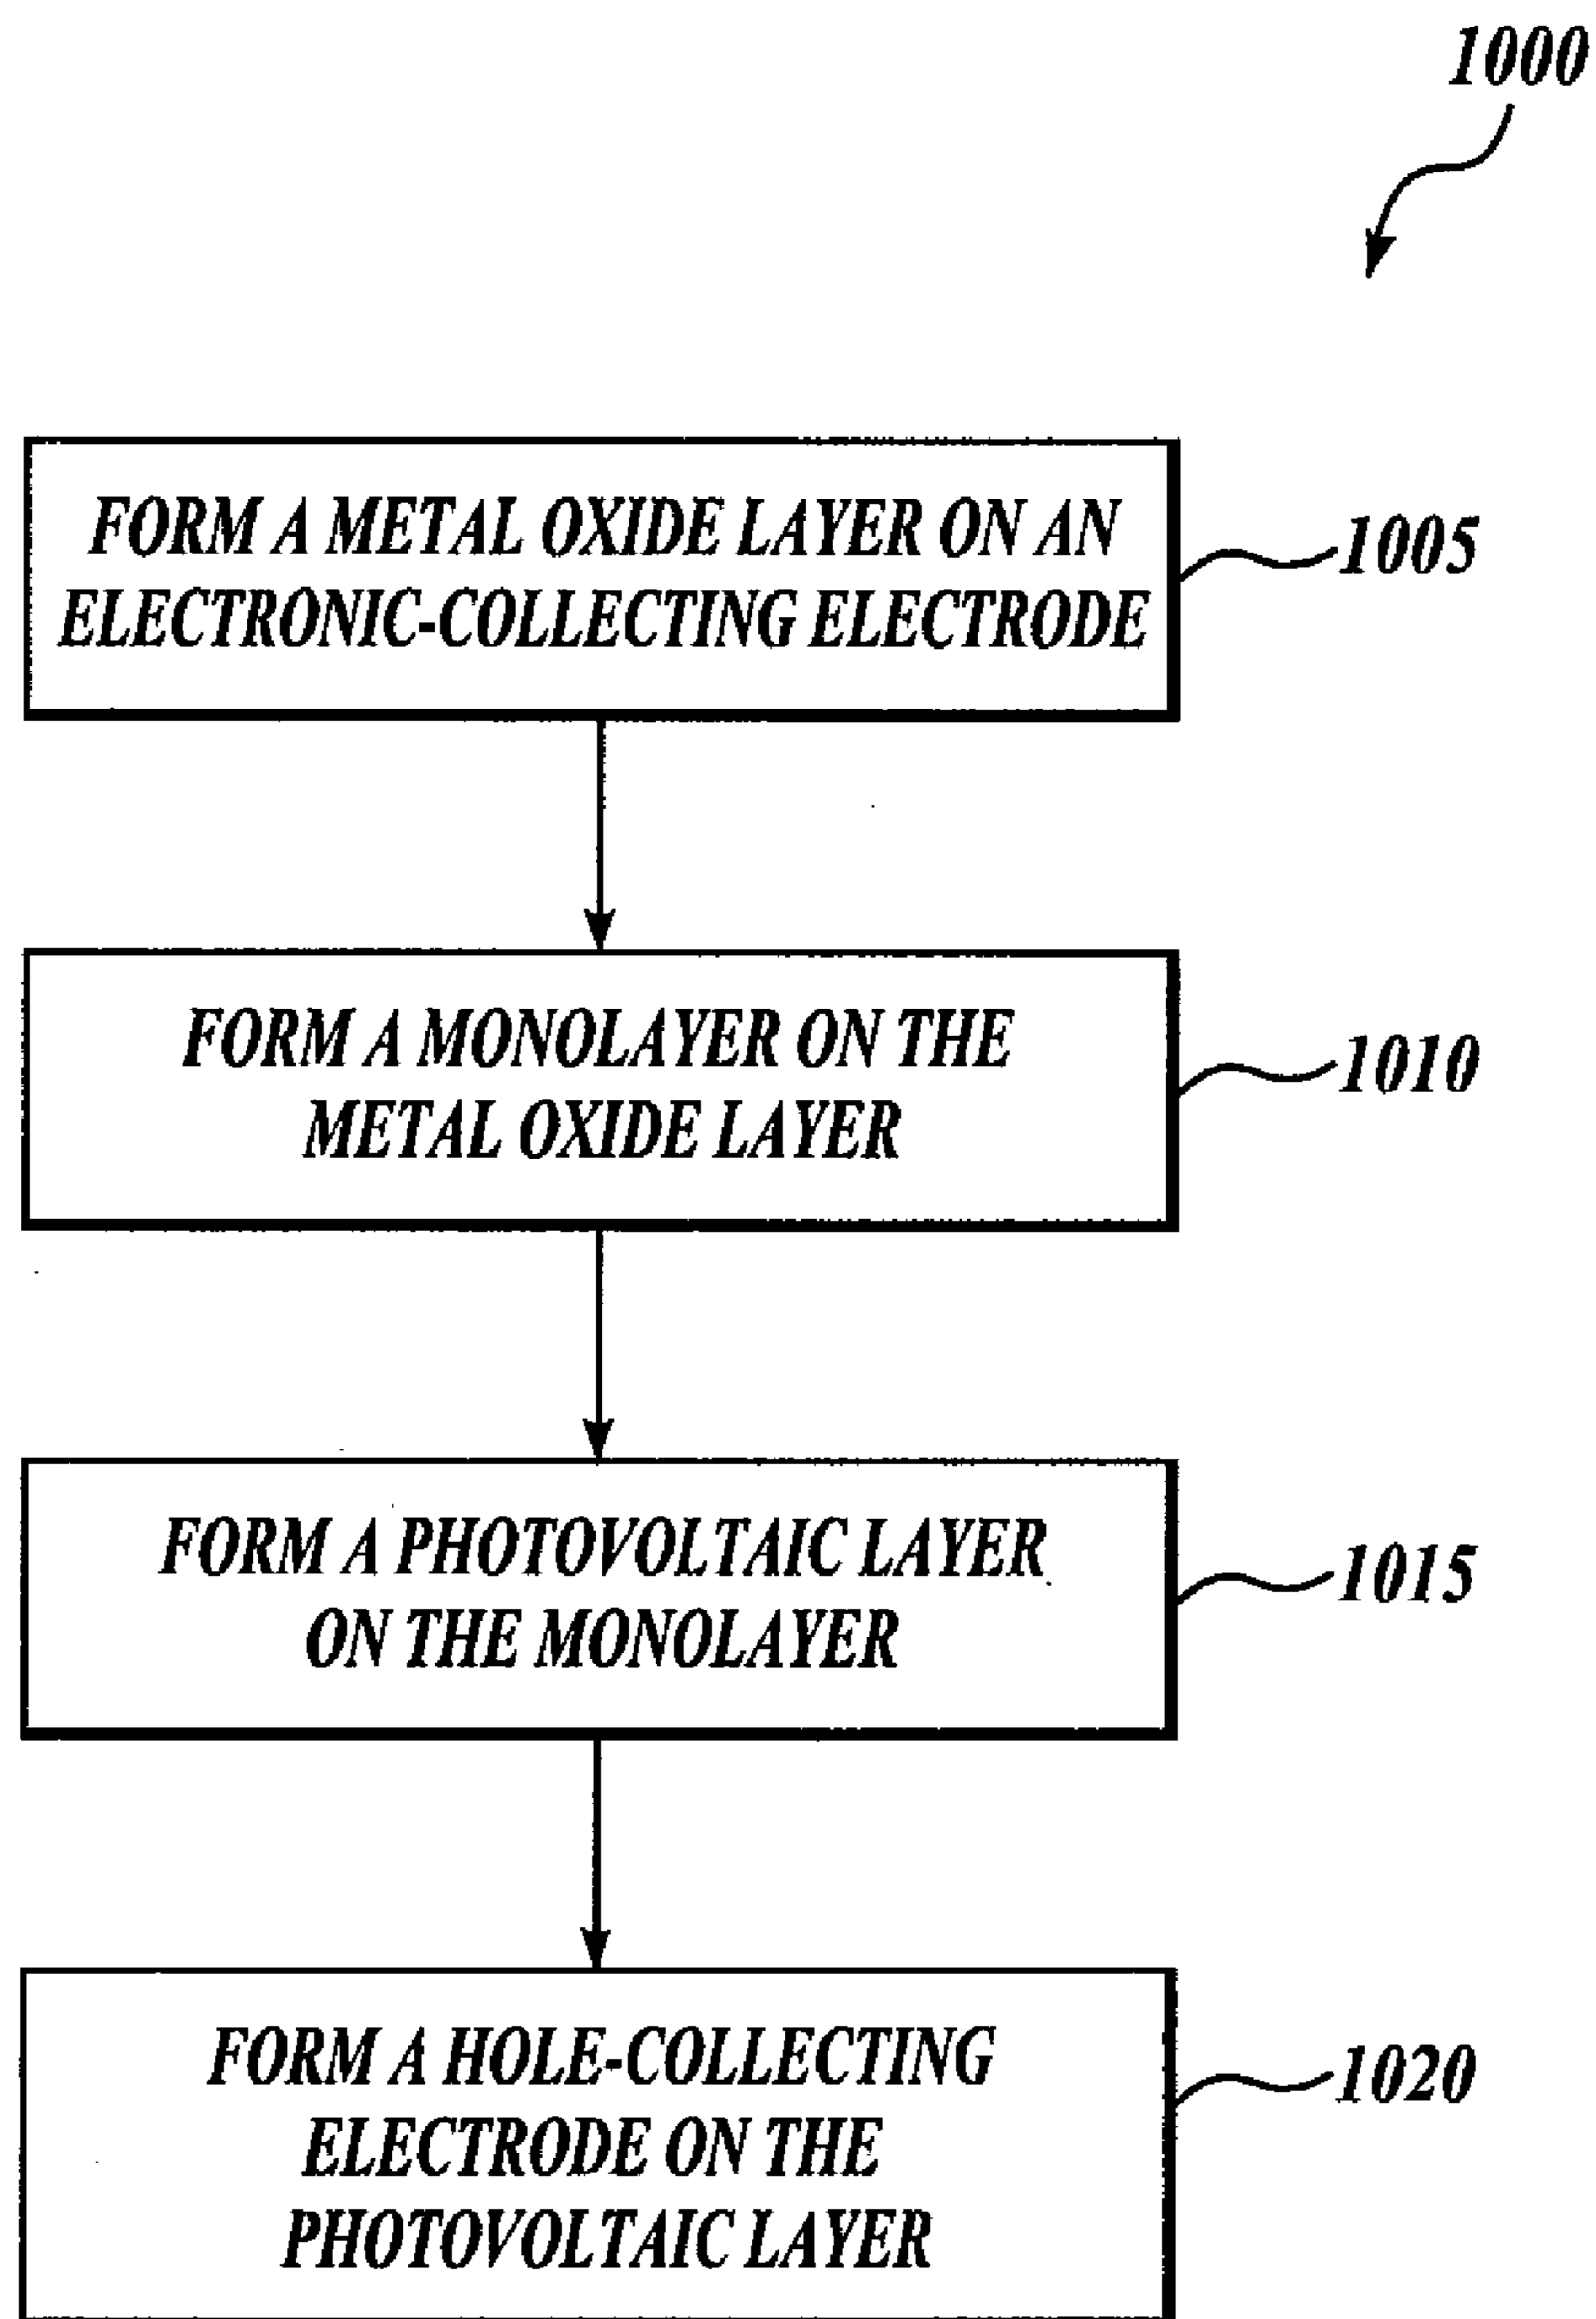 1000
FORM A METAL OXIDE LAYER ON AN
ELECTRONIC-COLLECTING ELECTRODE
1005
FORM A MONOLAYER ON THE
METAL OXIDE LAYER
1010
FORM A PHOTOVOLTAIC LAYER
ON THE MONOLAYER
1015
FORM A HOLE-COLLECTING
ELECTRODE ON THE
PHOTOVOLTAIC LAYER
1020